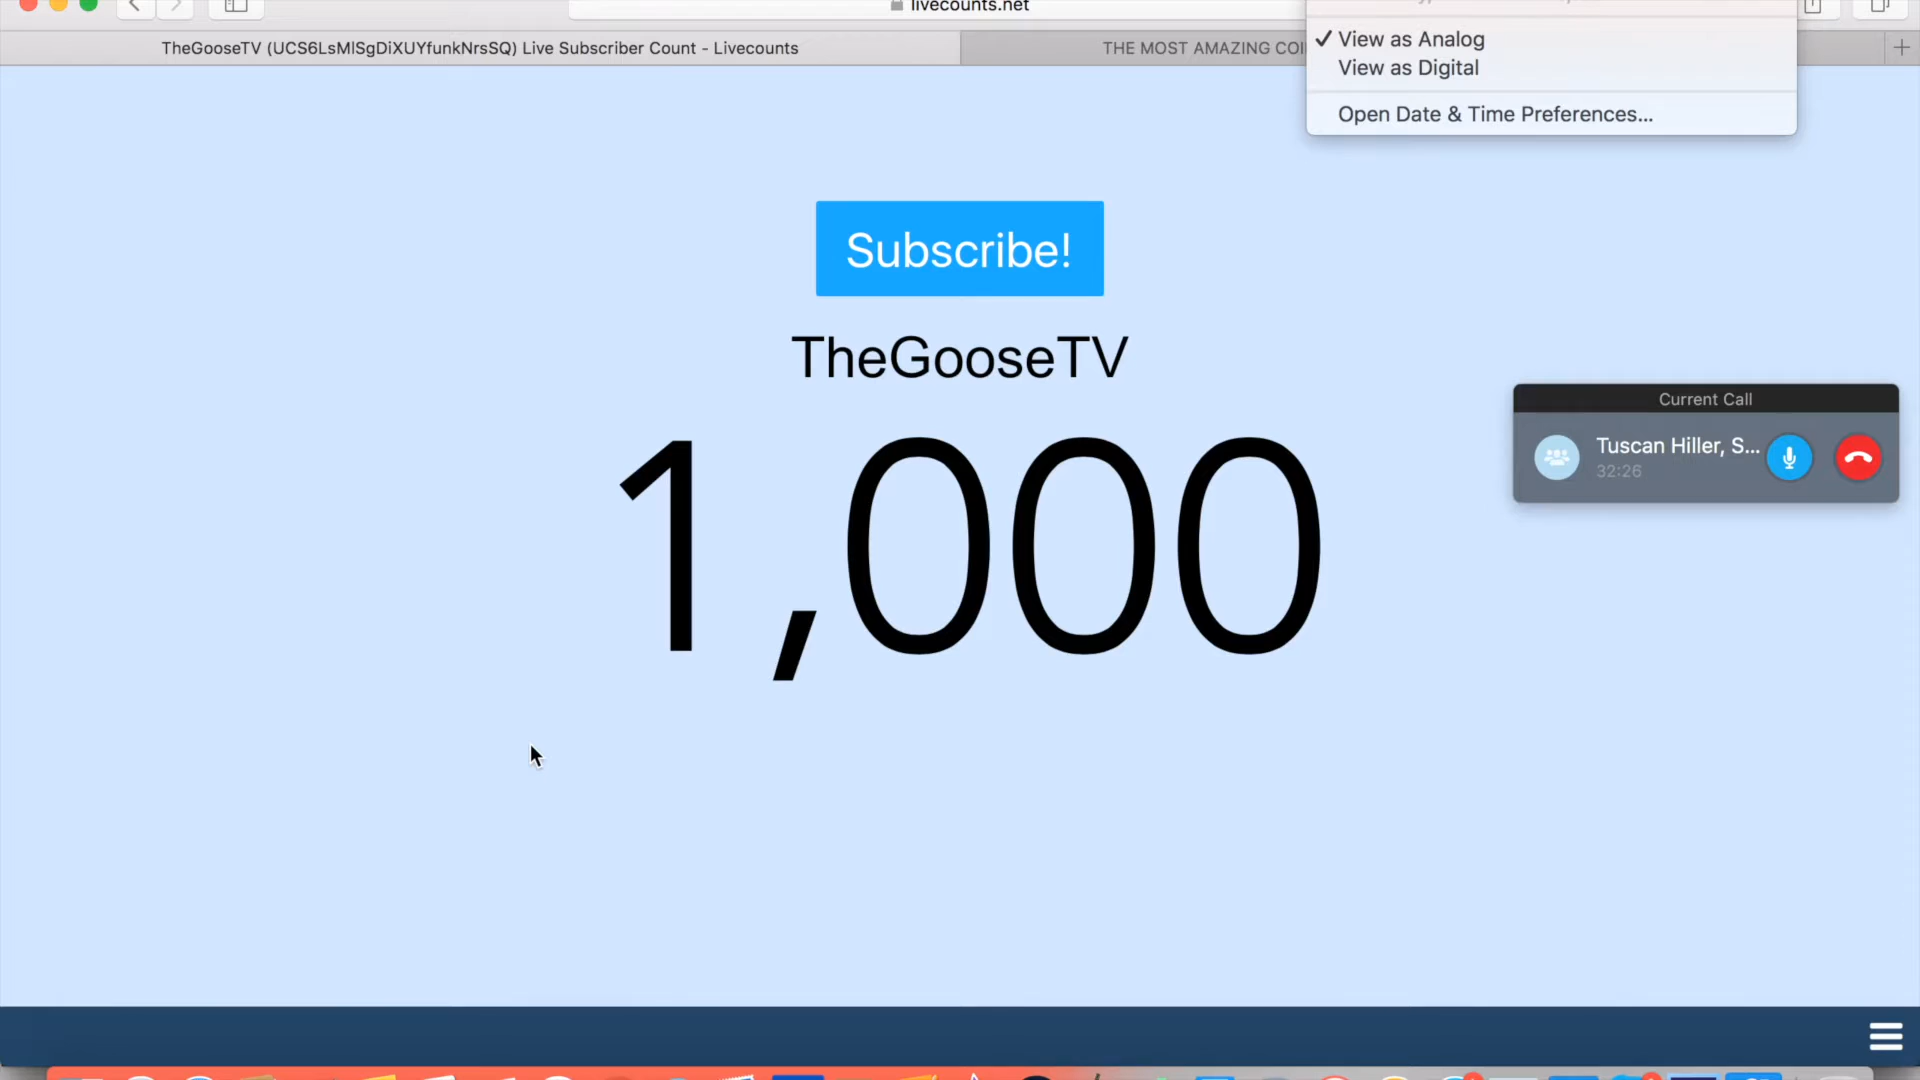 livecounts.net
TheGooseTV (UCS6LsMlSgDiXUYfunkNrsSQ) Live Subscriber Count - Livecounts
THE MOST AMAZING COI
✓ View as Analog
View as Digital
Open Date & Time Preferences...
Subscribe!
TheGooseTV
1,000
Current Call
Tuscan Hiller, S...
32:26